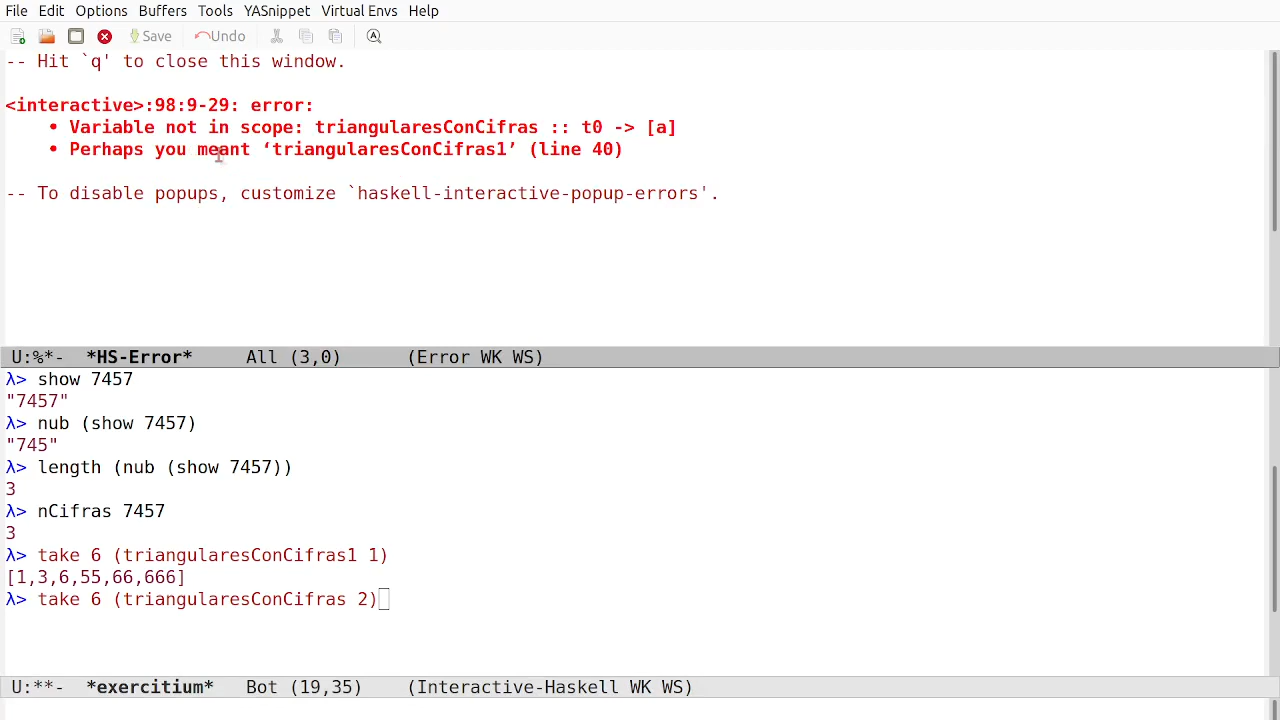 File Edit Options Buffers Tools YASnippet Virtual Envs Help
Save Undo
-- Hit `q' to close this window.
<interactive>:98:9-29: error:
• Variable not in scope: triangularesConCifras :: t0 -> [a]
• Perhaps you meant ‘triangularesConCifras1’ (line 40)
-- To disable popups, customize `haskell-interactive-popup-errors'.
U:%*- *HS-Error* All (3,0) (Error WK WS)
λ> show 7457
"7457"
λ> nub (show 7457)
"745"
λ> length (nub (show 7457))
3
λ> nCifras 7457
3
λ> take 6 (triangularesConCifras1 1)
[1,3,6,55,66,666]
λ> take 6 (triangularesConCifras 2)
U:**- *exercitium* Bot (19,35) (Interactive-Haskell WK WS)